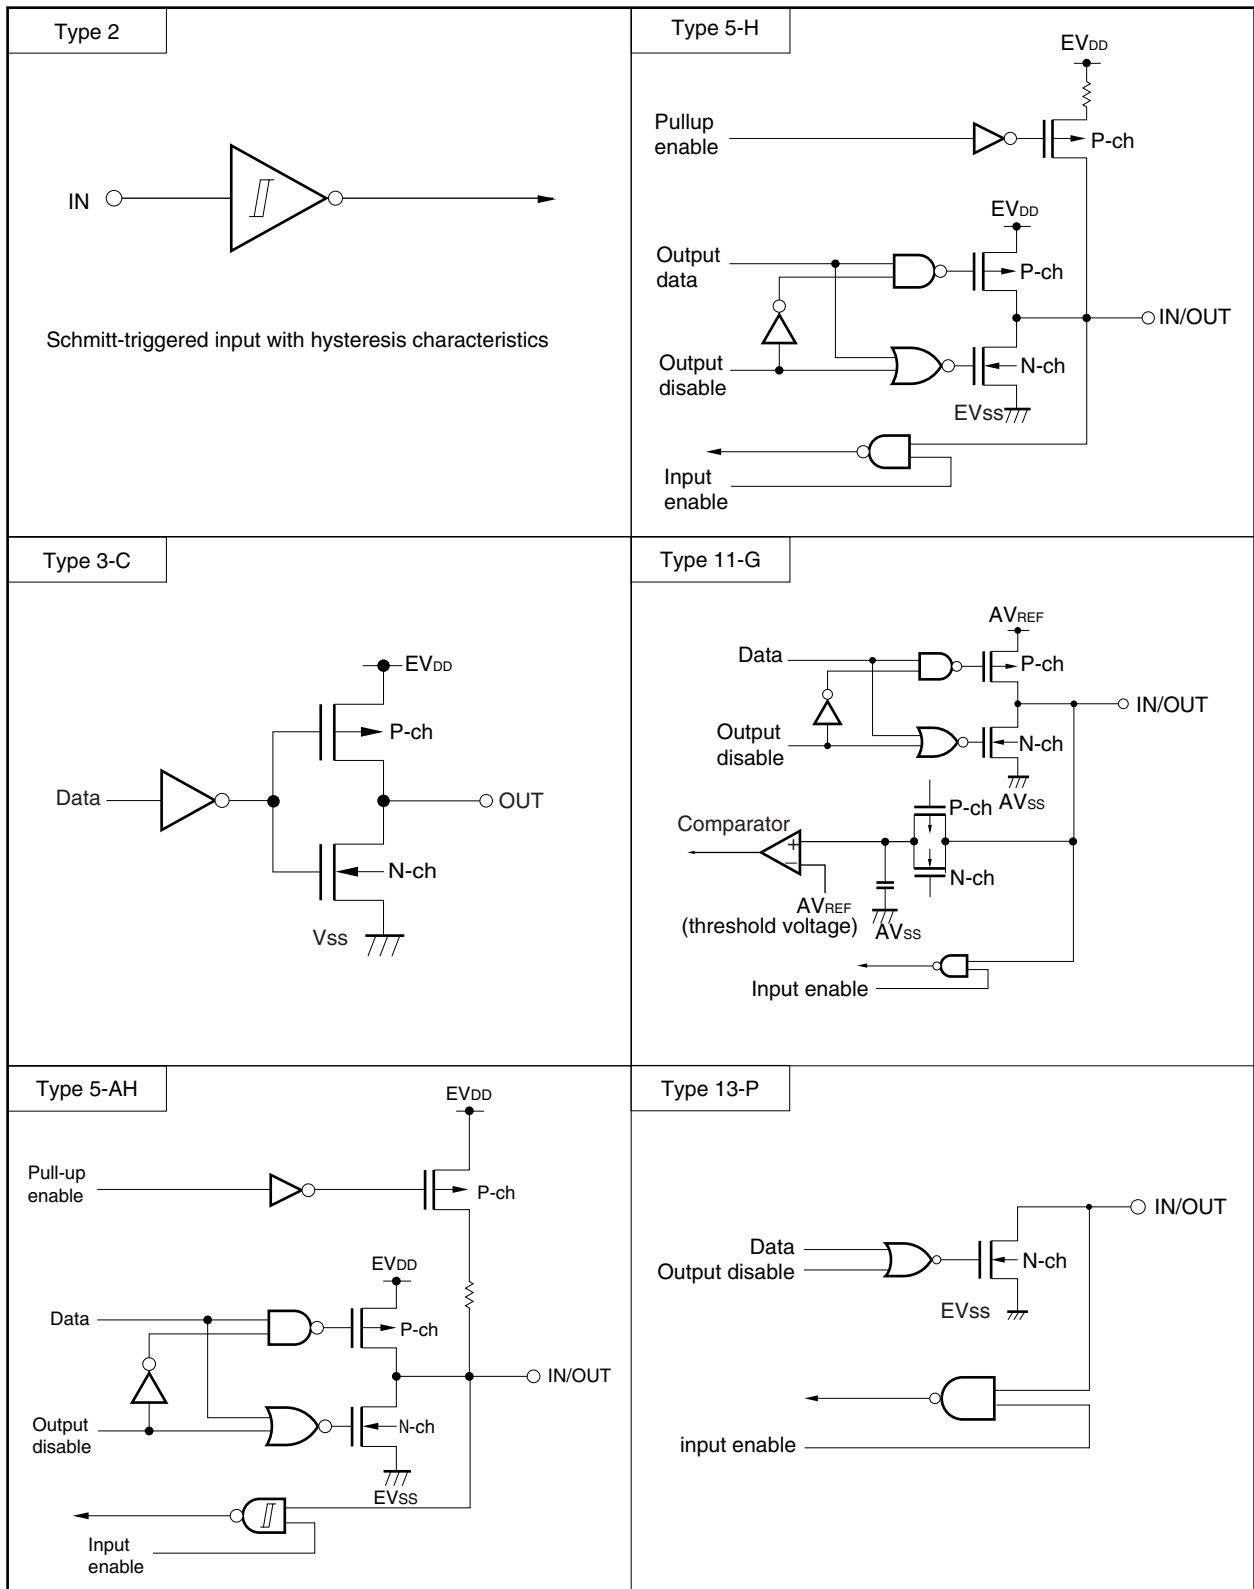 Type 2
IN
Schmitt-triggered input with hysteresis characteristics
Type 5-H
EVDD
Pullup
enable
P-ch
EVDD
Output
data
P-ch
IN/OUT
Output
disable
N-ch
EVSS
Input
enable
Type 3-C
EVDD
P-ch
Data
OUT
N-ch
VSS
Type 11-G
AVREF
Data
P-ch
IN/OUT
Output
disable
N-ch
AVSS
P-ch
Comparator
+
−
N-ch
AVREF
(threshold voltage)
AVSS
Input enable
Type 5-AH
EVDD
Pull-up
enable
P-ch
EVDD
Data
P-ch
IN/OUT
Output
disable
N-ch
EVSS
Input
enable
Type 13-P
IN/OUT
Data
Output disable
N-ch
EVSS
input enable